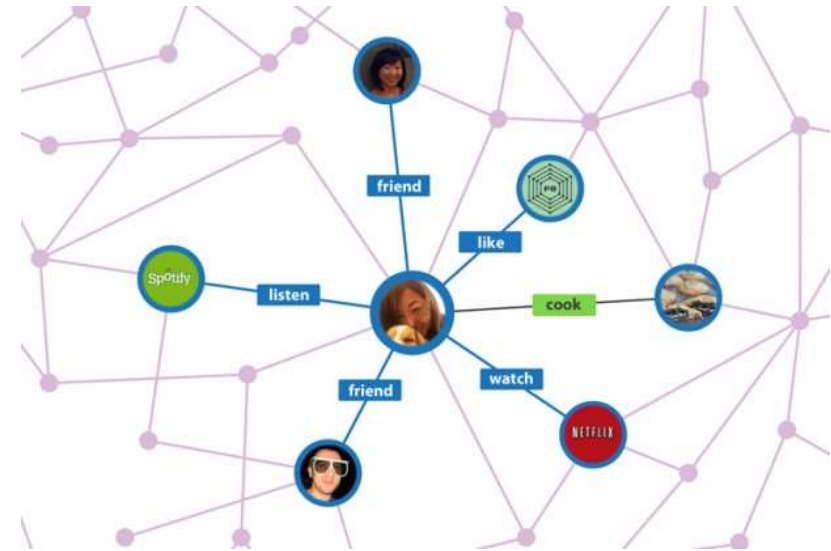 friend
like
Spotify
listen
cook
watch
friend
NETFLIX